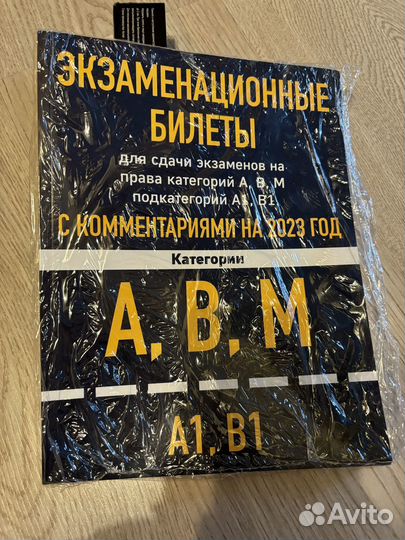 ЭКЗАМЕНАЦИОННЫЕ
БИЛЕТЫ
для сдачи экзаменов на
права категорий А, В, М
подкатегорий А1, В1
С КОММЕНТАРИЯМИ НА 2023 ГОД
Категории
А, В, М
А1, В1
Avito